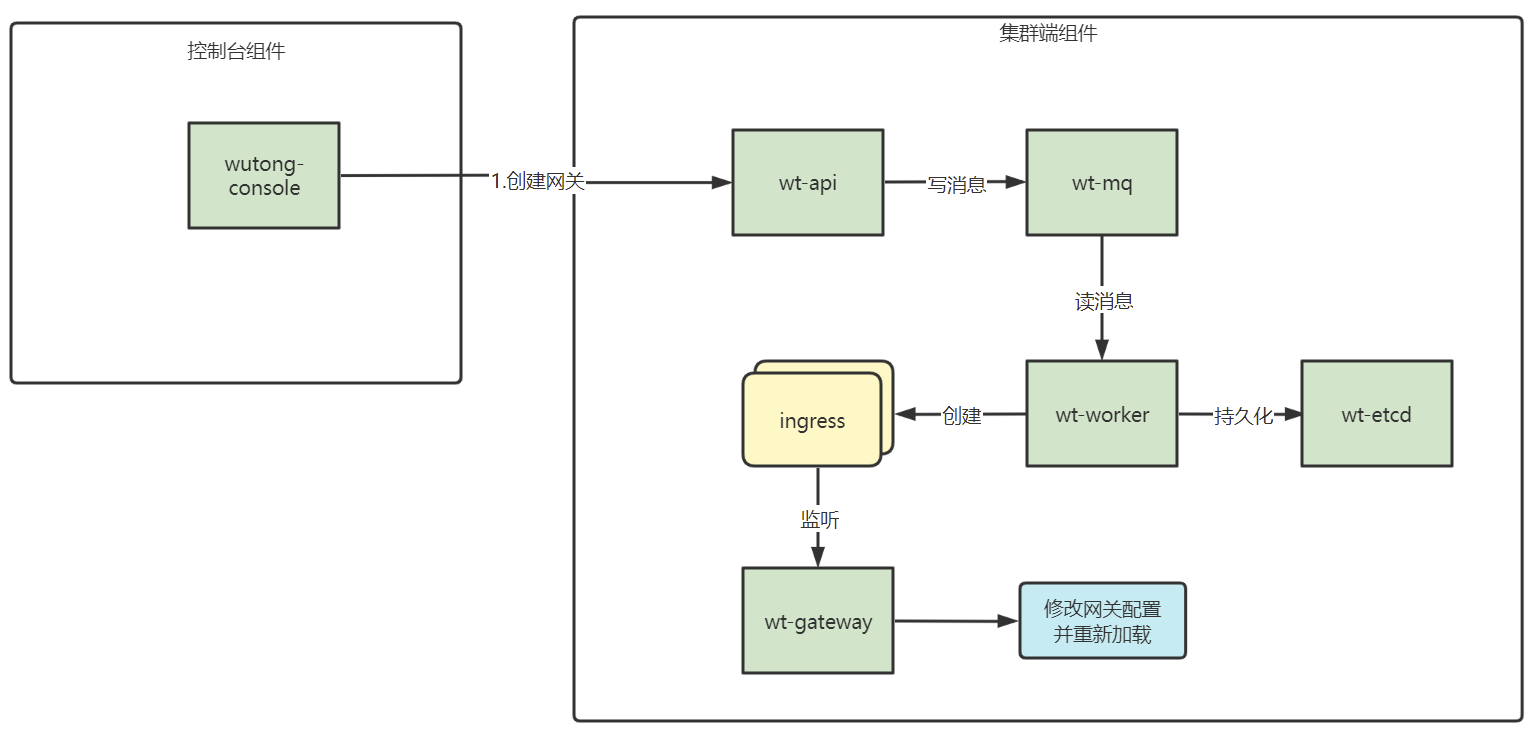 控制台组件
集群端组件
wutong-
console
1.创建网关
wt-api
写消息
wt-mq
读消息
ingress
创建
wt-worker
持久化
wt-etcd
监听
wt-gateway
修改网关配置
并重新加载